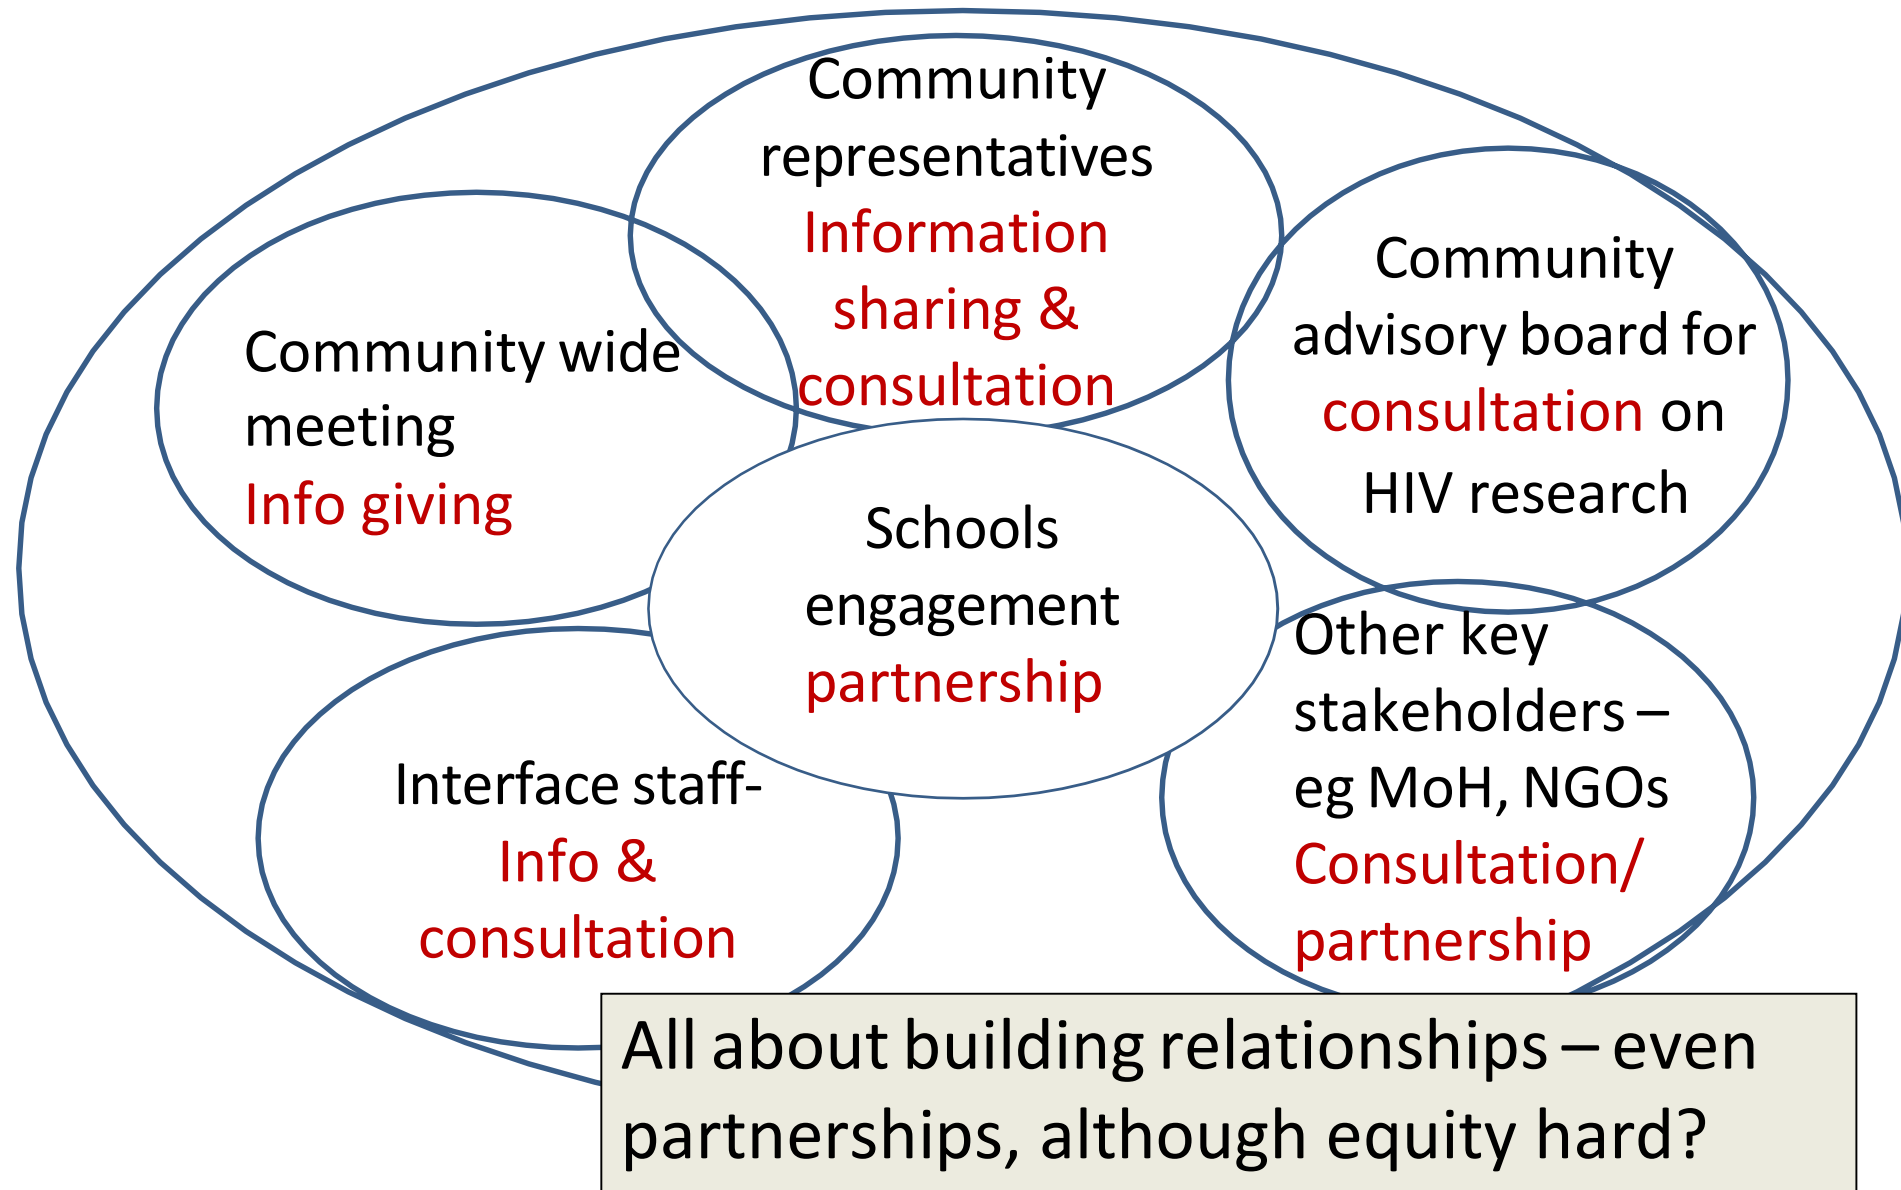 Community
representatives
Information
sharing &
consultation
Community wide
meeting
Info giving
Community
advisory board for
consultation on
HIV research
Schools
engagement
partnership
Interface staff-
Info &
consultation
Other key
stakeholders –
eg MoH, NGOs
Consultation/
partnership
All about building relationships – even
partnerships, although equity hard?